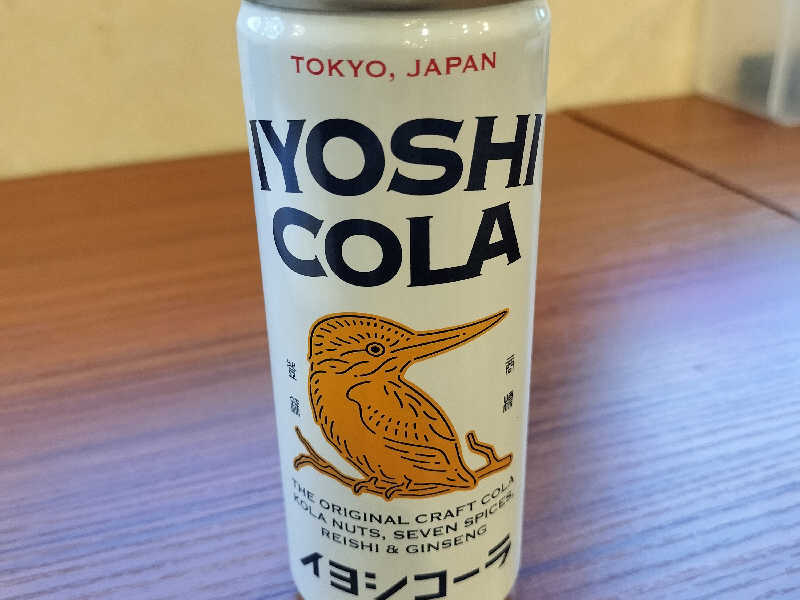 TOKYO, JAPAN
IYOSHI
COLA
THE ORIGINAL CRAFT COLA
KOLA NUTS, SEVEN SPICES,
REISHI & GINSENG
イヨシコーラ